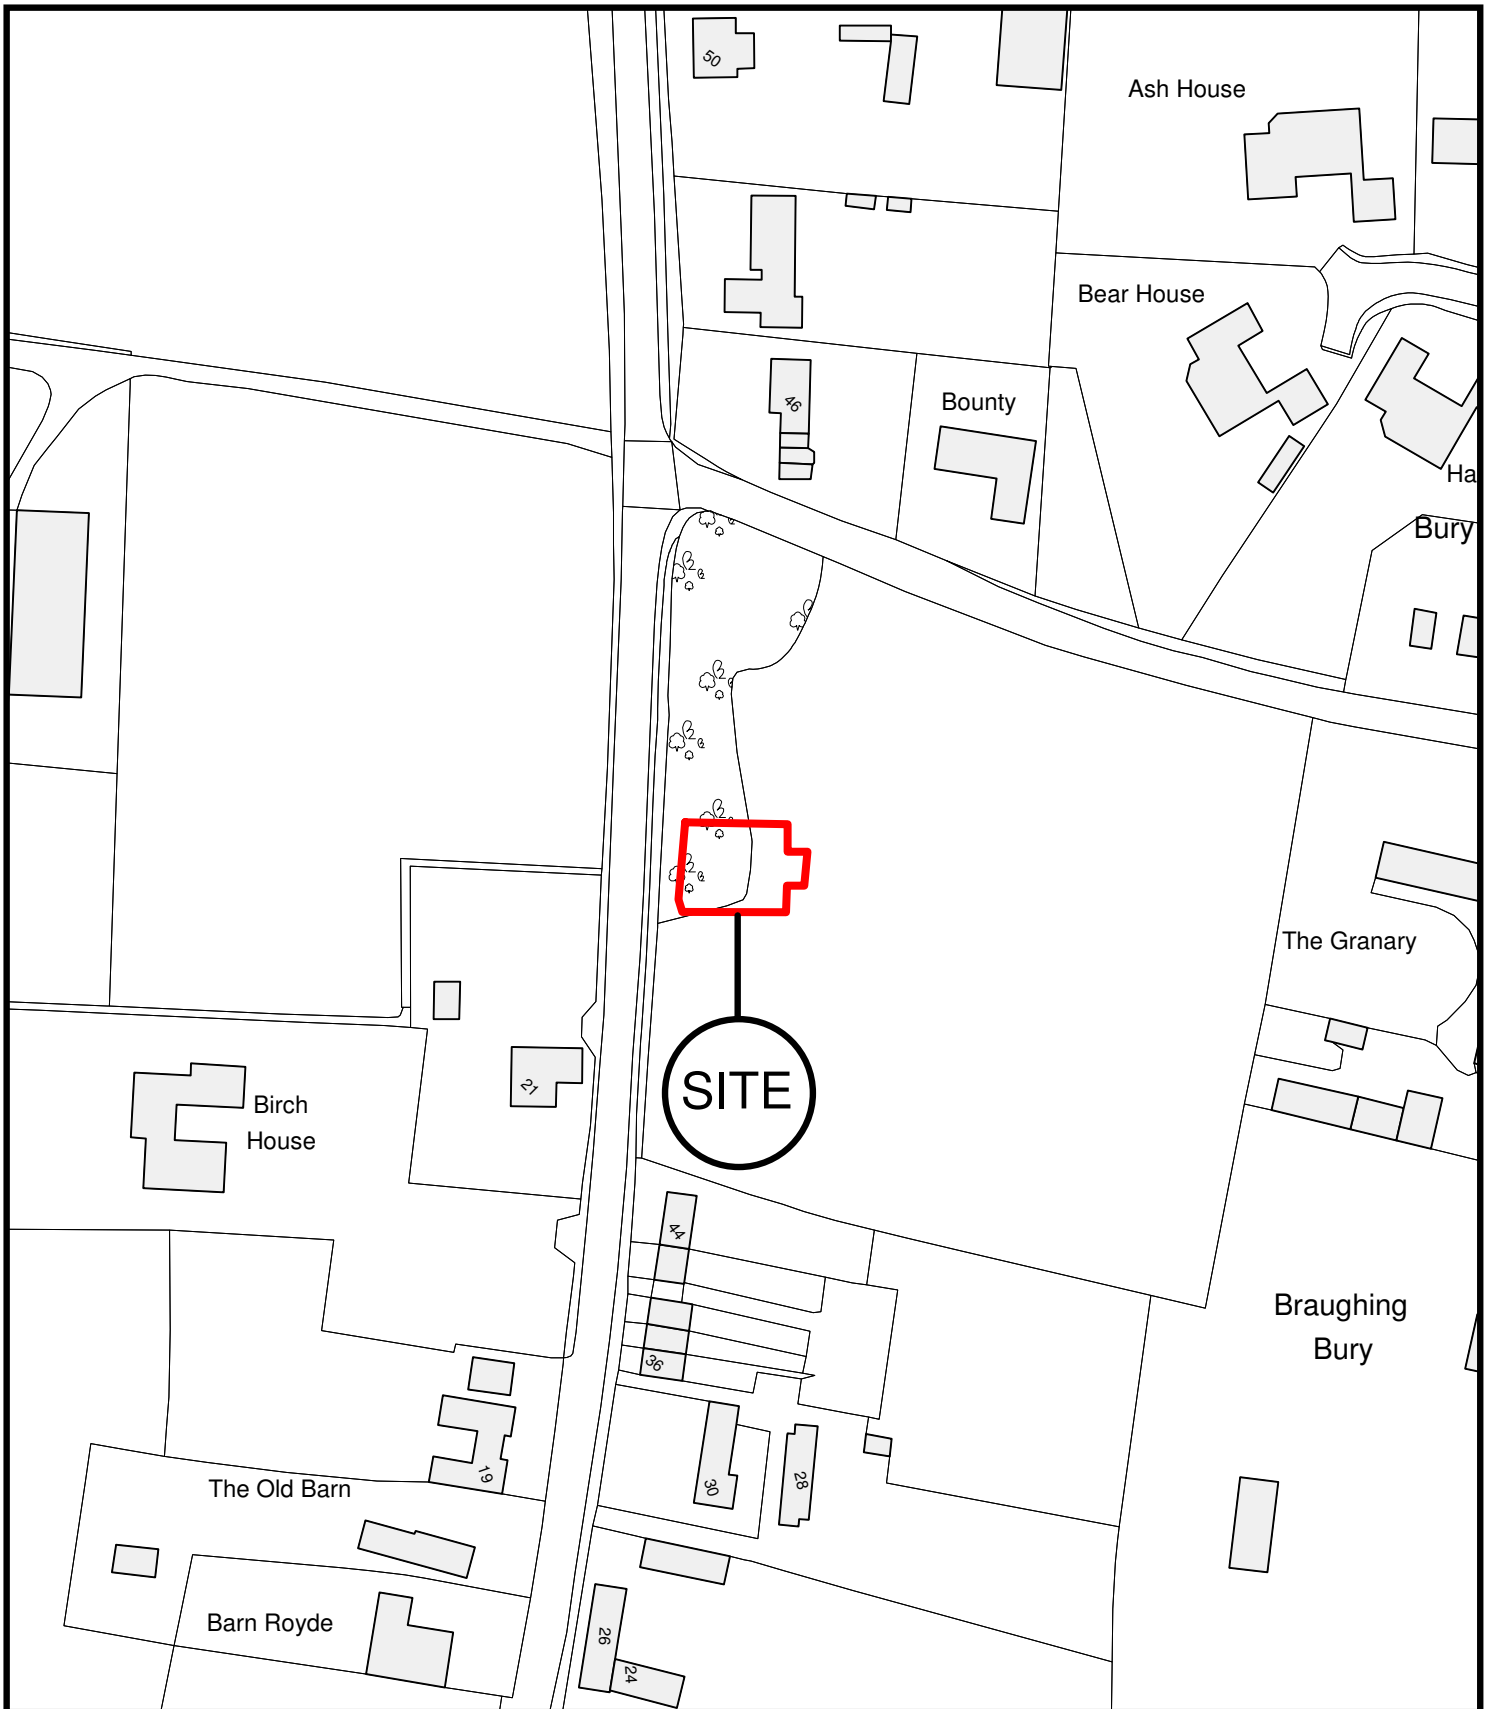 50
Ash House
Bear House
46
Bounty
Ha
Bury
The Granary
SITE
21
Birch
House
44
36
Braughing
Bury
19
The Old Barn
30
28
Barn Royde
26
24